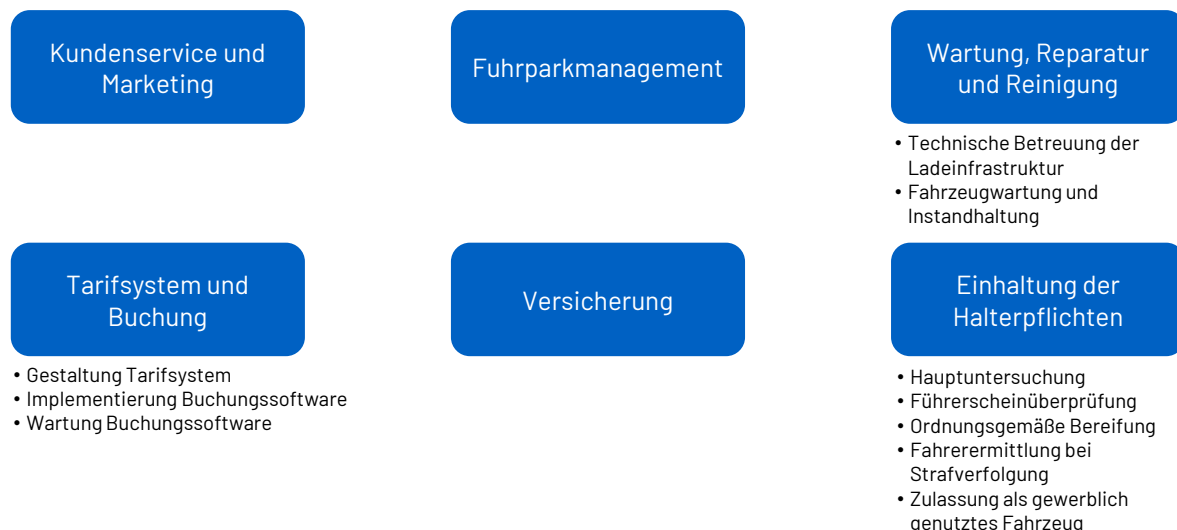 Kundenservice und
Marketing
Fuhrparkmanagement
Wartung, Reparatur
und Reinigung
• Technische Betreuung der
Ladeinfrastruktur
• Fahrzeugwartung und
Instandhaltung
Tarifsystem und
Buchung
• Gestaltung Tarifsystem
• Implementierung Buchungssoftware
• Wartung Buchungssoftware
Versicherung
Einhaltung der
Halterpflichten
• Hauptuntersuchung
• Führerscheinüberprüfung
• Ordnungsgemäße Bereifung
• Fahrerermittlung bei
Strafverfolgung
• Zulassung als gewerblich
genutztes Fahrzeug